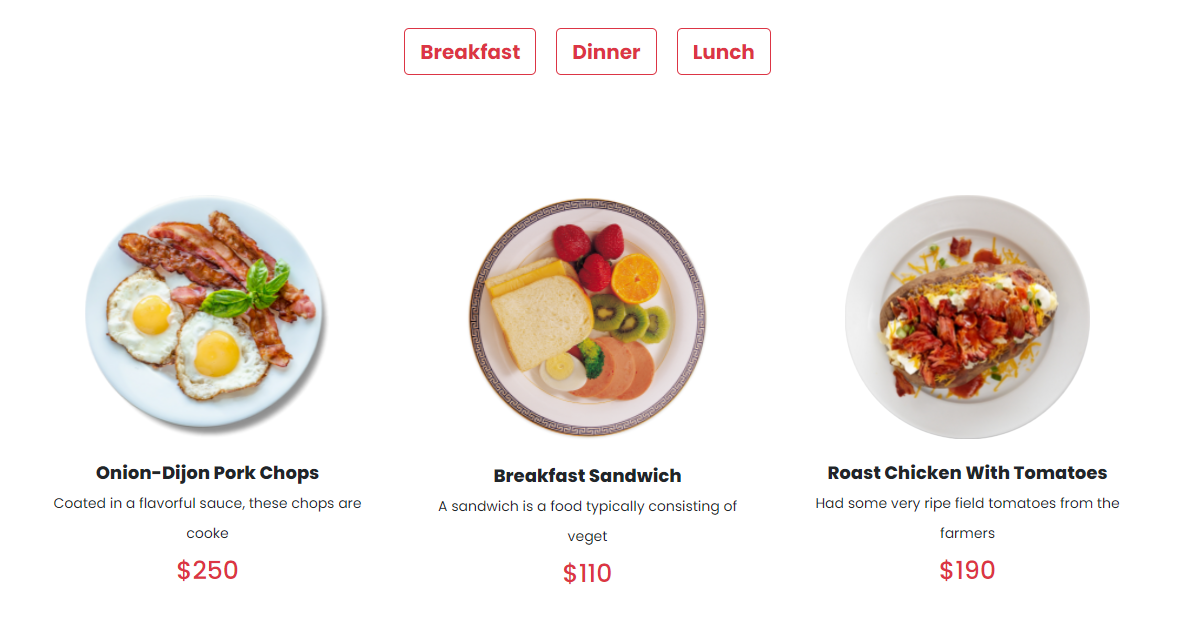 Breakfast
Dinner
Lunch
Onion-Dijon Pork Chops
Coated in a flavorful sauce, these chops are
cooke
$250
Breakfast Sandwich
A sandwich is a food typically consisting of
veget
$110
Roast Chicken With Tomatoes
Had some very ripe field tomatoes from the
farmers
$190